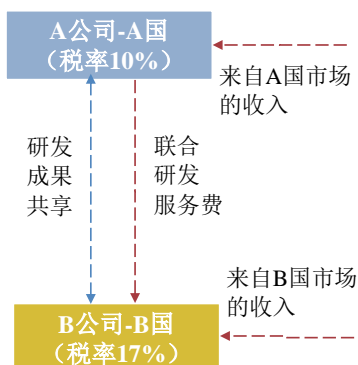 A公司-A国
（税率10%）
来自A国市场
的收入
研发
成果
共享
联合
研发
服务费
来自B国市场
的收入
B公司-B国
（税率17%）